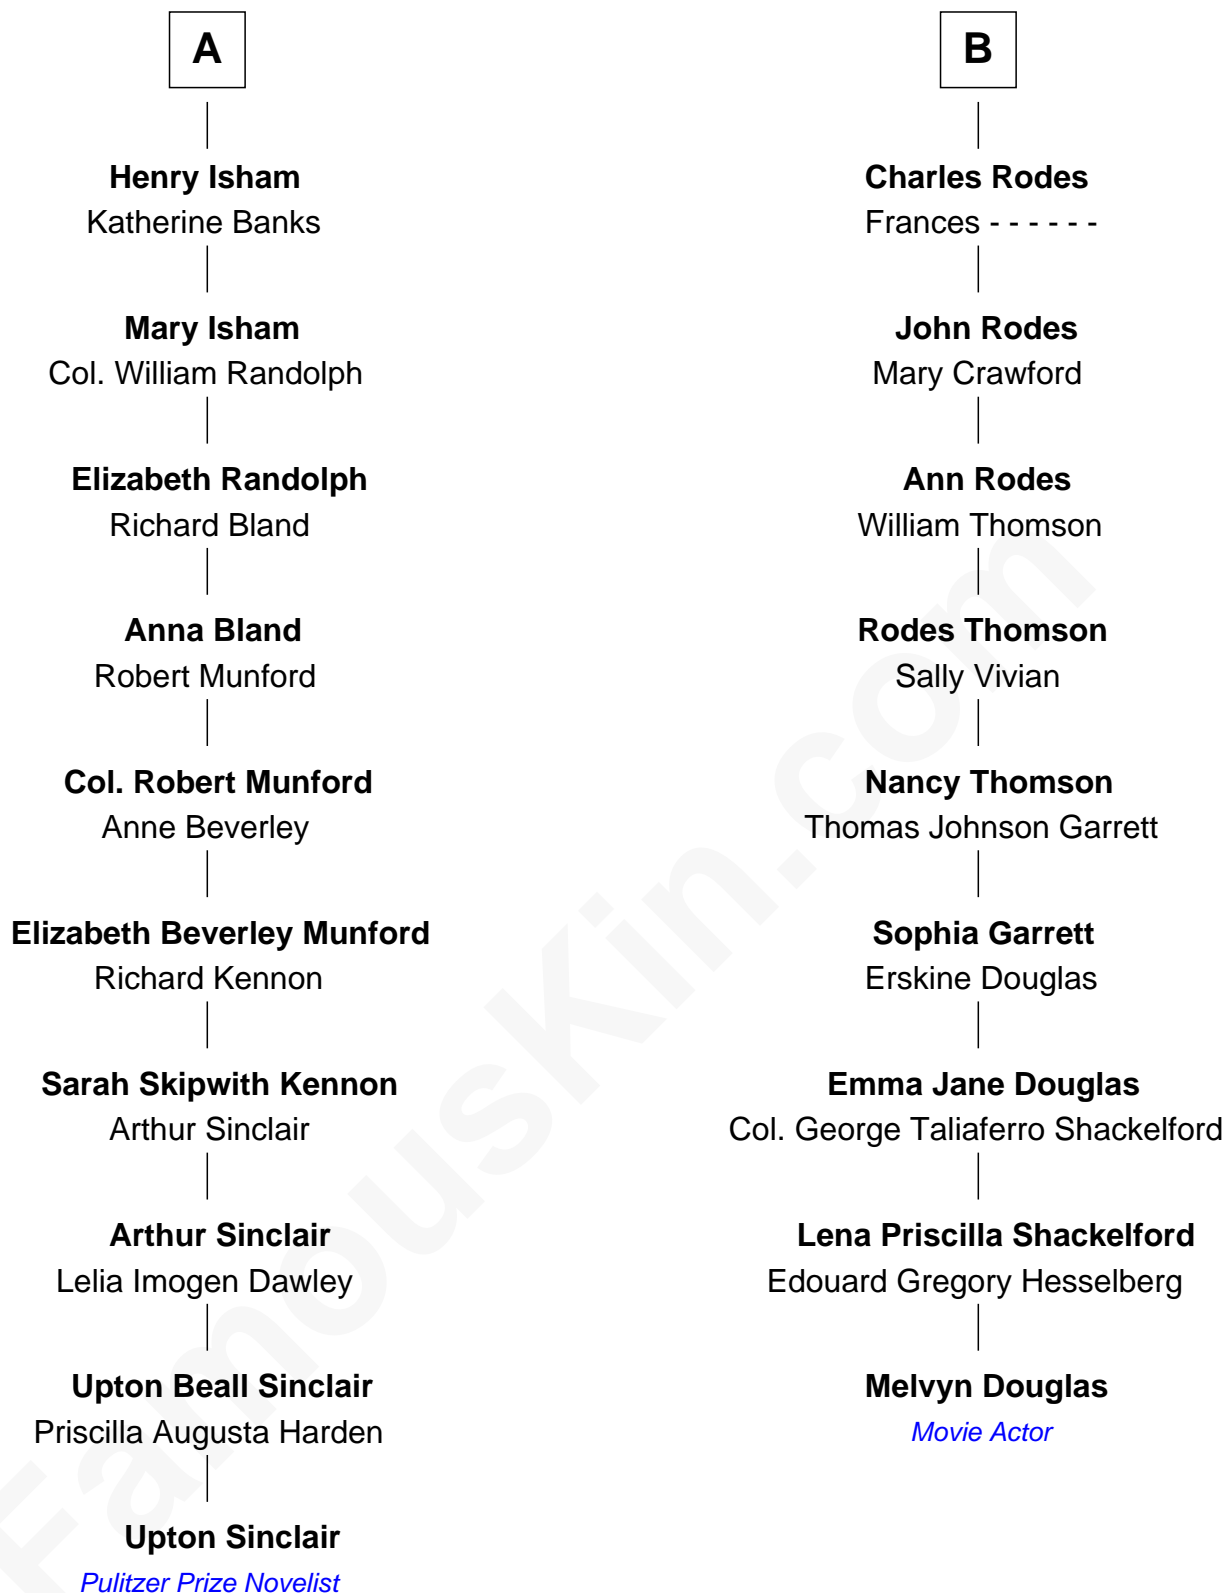 A
Henry Isham
Katherine Banks
Mary Isham
Col. William Randolph
Elizabeth Randolph
Richard Bland
Anna Bland
Robert Munford
Col. Robert Munford
Anne Beverley
Elizabeth Beverley Munford
Richard Kennon
Sarah Skipwith Kennon
Arthur Sinclair
Arthur Sinclair
Lelia Imogen Dawley
Upton Beall Sinclair
Priscilla Augusta Harden
Upton Sinclair
Pulitzer Prize Novelist
B
Charles Rodes
Frances - - - - - -
John Rodes
Mary Crawford
Ann Rodes
William Thomson
Rodes Thomson
Sally Vivian
Nancy Thomson
Thomas Johnson Garrett
Sophia Garrett
Erskine Douglas
Emma Jane Douglas
Col. George Taliaferro Shackelford
Lena Priscilla Shackelford
Edouard Gregory Hesselberg
Melvyn Douglas
Movie Actor
FamousKin.com